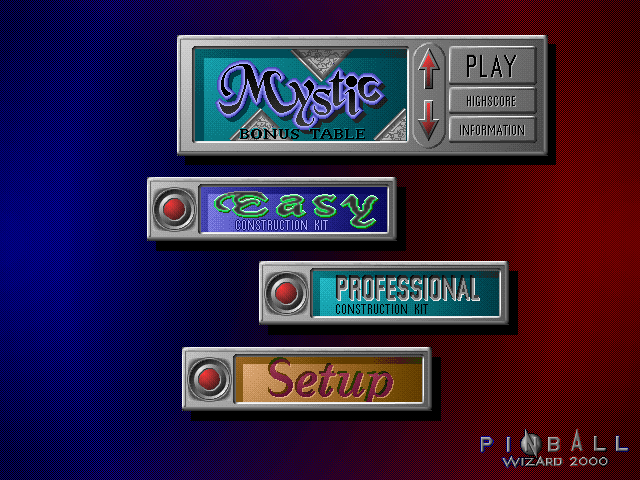 Mystic
BONUS TABLE
PLAY
HIGHSCORE
INFORMATION
Easy
CONSTRUCTION KIT
PROFESSIONAL
CONSTRUCTION KIT
Setup
PINBALL
WIZARD 2000